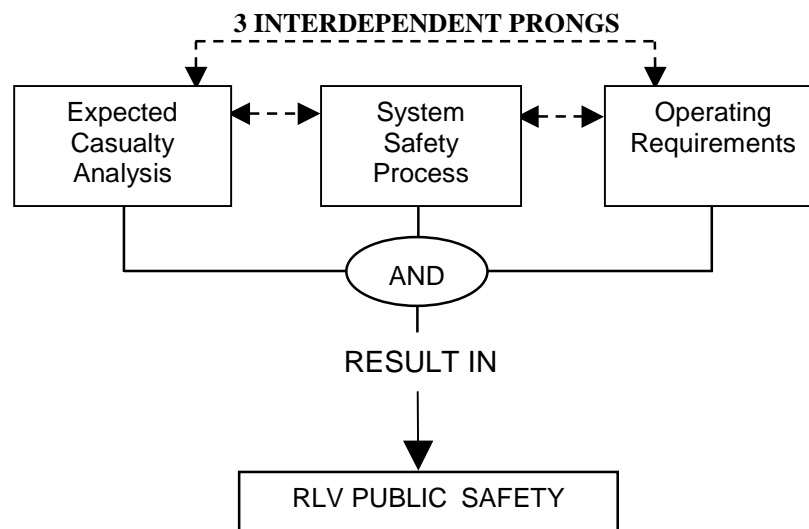 3 INTERDEPENDENT PRONGS
Expected
Casualty
Analysis
System
Safety
Process
Operating
Requirements
AND
RESULT IN
RLV PUBLIC SAFETY